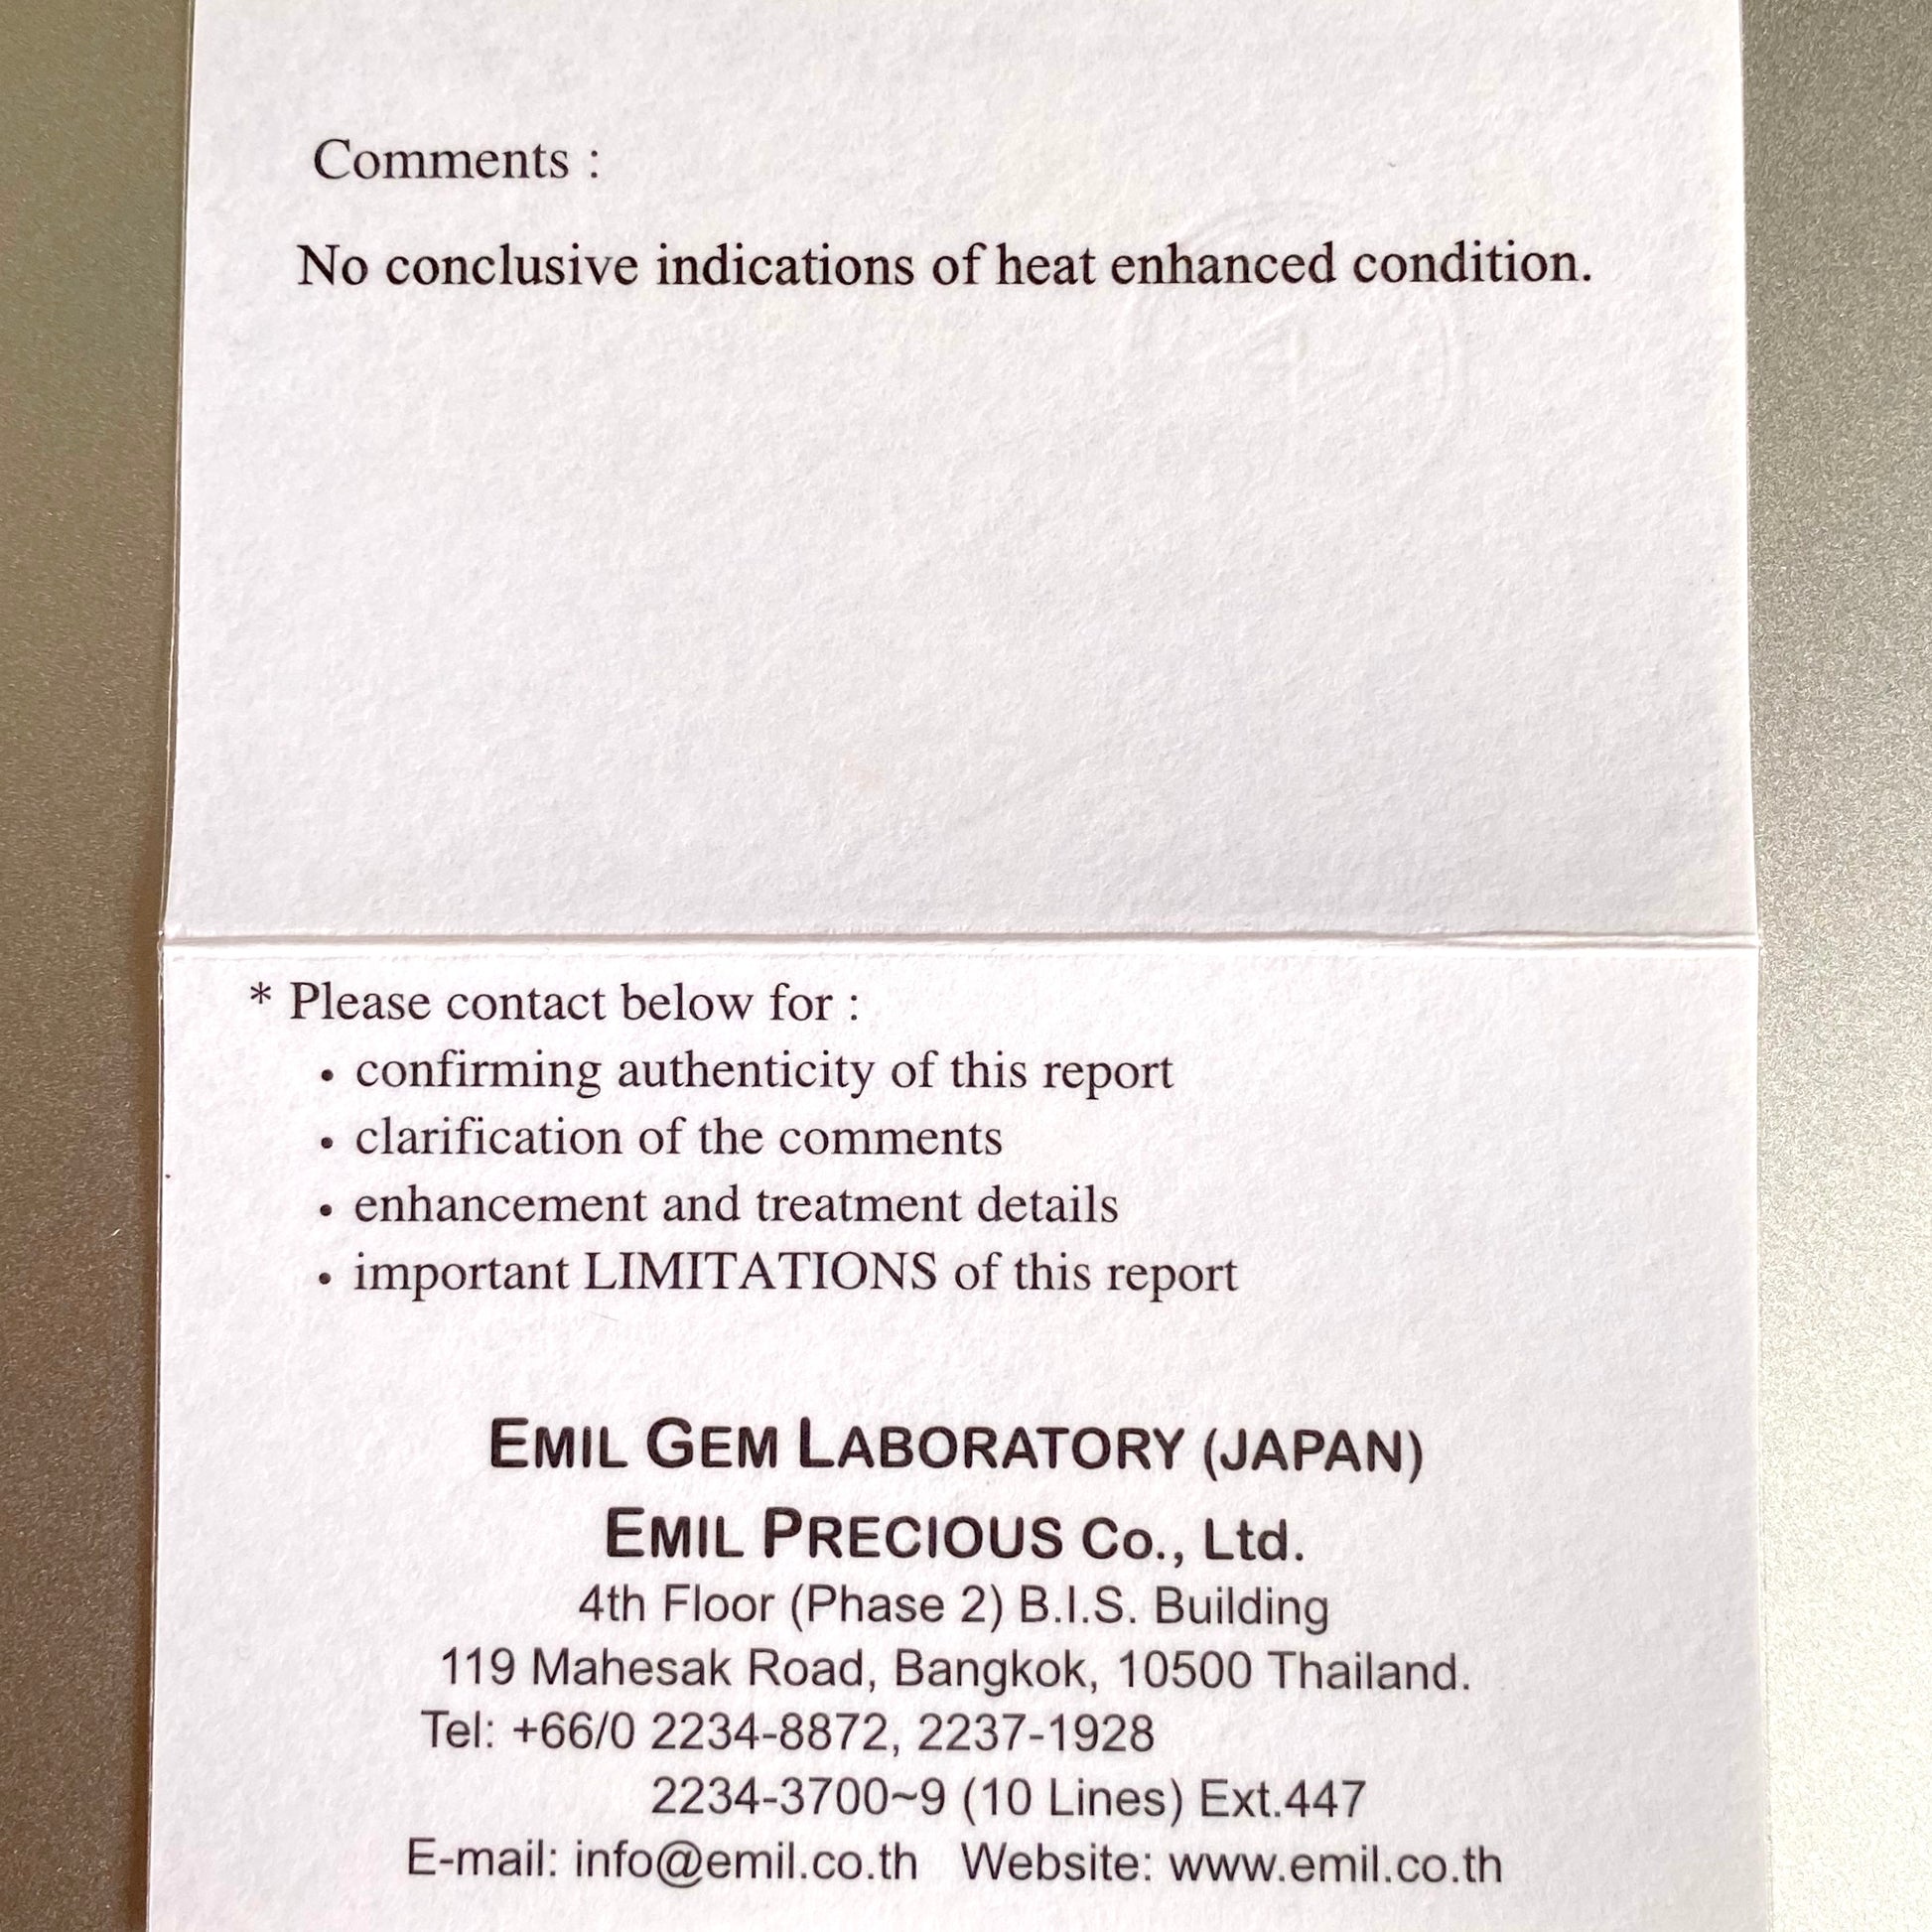 Comments :
No conclusive indications of heat enhanced condition.
* Please contact below for :
• confirming authenticity of this report
• clarification of the comments
• enhancement and treatment details
• important LIMITATIONS of this report
EMIL GEM LABORATORY (JAPAN)
EMIL PRECIOUS Co., Ltd.
4th Floor (Phase 2) B.I.S. Building
119 Mahesak Road, Bangkok, 10500 Thailand.
Tel: +66/0 2234-8872, 2237-1928
2234-3700~9 (10 Lines) Ext.447
E-mail: info@emil.co.th Website: www.emil.co.th